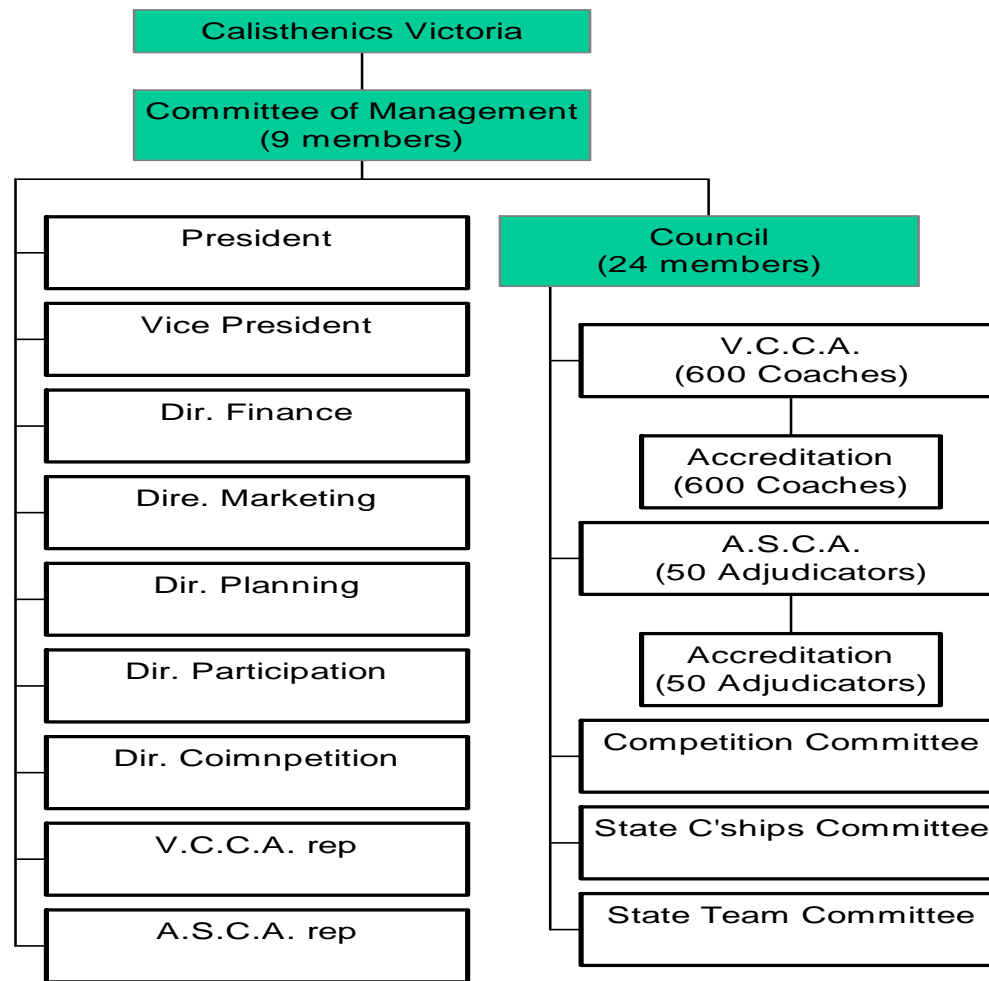 Calisthenics Victoria
Committee of Management
(9 members)
President
Vice President
Dir. Finance
Dire. Marketing
Dir. Planning
Dir. Participation
Dir. Coimnpetition
V.C.C.A. rep
A.S.C.A. rep
Council
(24 members)
V.C.C.A.
(600 Coaches)
Accreditation
(600 Coaches)
A.S.C.A.
(50 Adjudicators)
Accreditation
(50 Adjudicators)
Competition Committee
State C'ships Committee
State Team Committee